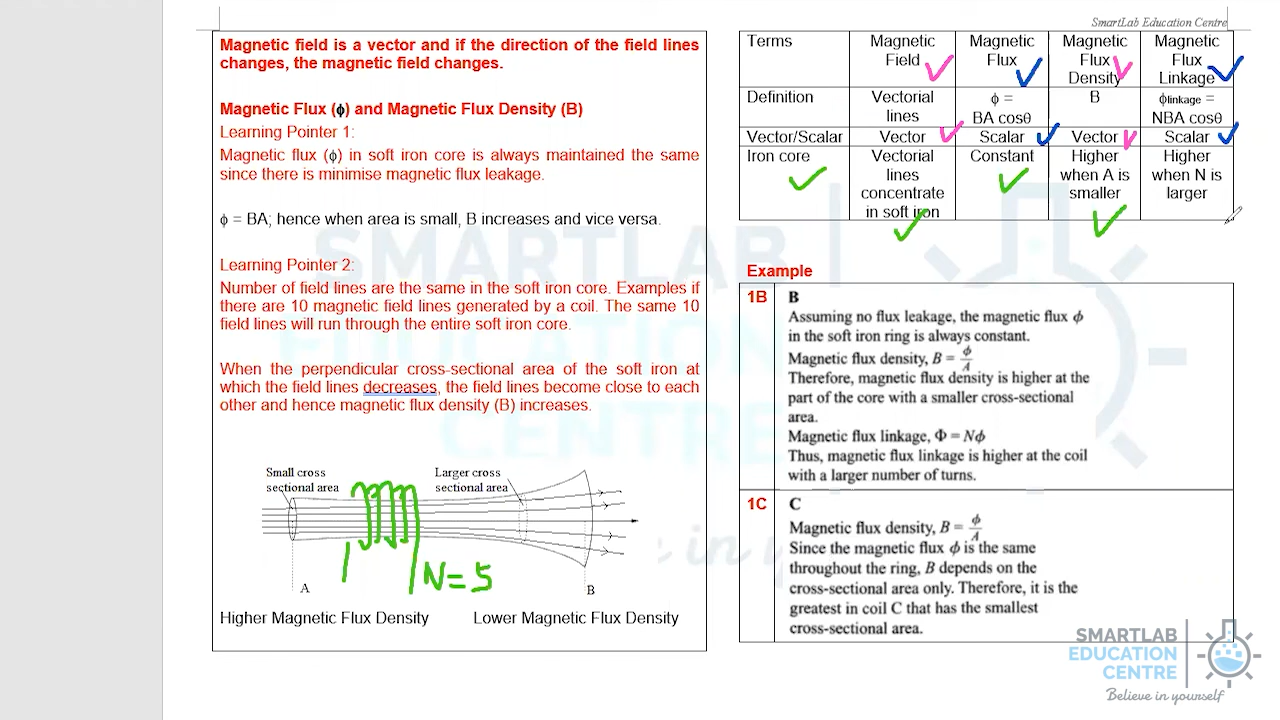 SmartLab Education Centre
Magnetic field is a vector and if the direction of the field lines
changes, the magnetic field changes.
Magnetic Flux (ϕ) and Magnetic Flux Density (B)
Learning Pointer 1:
Magnetic flux (ϕ) in soft iron core is always maintained the same
since there is minimise magnetic flux leakage.
ϕ = BA; hence when area is small, B increases and vice versa.
Learning Pointer 2:
Number of field lines are the same in the soft iron core. Examples if
there are 10 magnetic field lines generated by a coil. The same 10
field lines will run through the entire soft iron core.
When the perpendicular cross-sectional area of the soft iron at
which the field lines decreases, the field lines become close to each
other and hence magnetic flux density (B) increases.
Small cross
sectional area
Larger cross
sectional area
N=5
A
B
Higher Magnetic Flux Density Lower Magnetic Flux Density
Terms Magnetic Field Magnetic Flux Magnetic Flux Density Magnetic Flux Linkage
Definition Vectorial lines ϕ = BA cosθ B ϕlinkage = NBA cosθ
Vector/Scalar Vector Scalar Vector Scalar
Iron core Vectorial lines concentrate in soft iron Constant Higher when A is smaller Higher when N is larger
Example
1B B
Assuming no flux leakage, the magnetic flux ϕ
in the soft iron ring is always constant.
Magnetic flux density, B = ϕ/A
Therefore, magnetic flux density is higher at the
part of the core with a smaller cross-sectional
area.
Magnetic flux linkage, Φ = Nϕ
Thus, magnetic flux linkage is higher at the coil
with a larger number of turns.
1C C
Magnetic flux density, B = ϕ/A
Since the magnetic flux ϕ is the same
throughout the ring, B depends on the
cross-sectional area only. Therefore, it is the
greatest in coil C that has the smallest
cross-sectional area.
SMARTLAB
EDUCATION
CENTRE
Believe in yourself
SMARTLAB
EDUCATION
CENTRE
in y